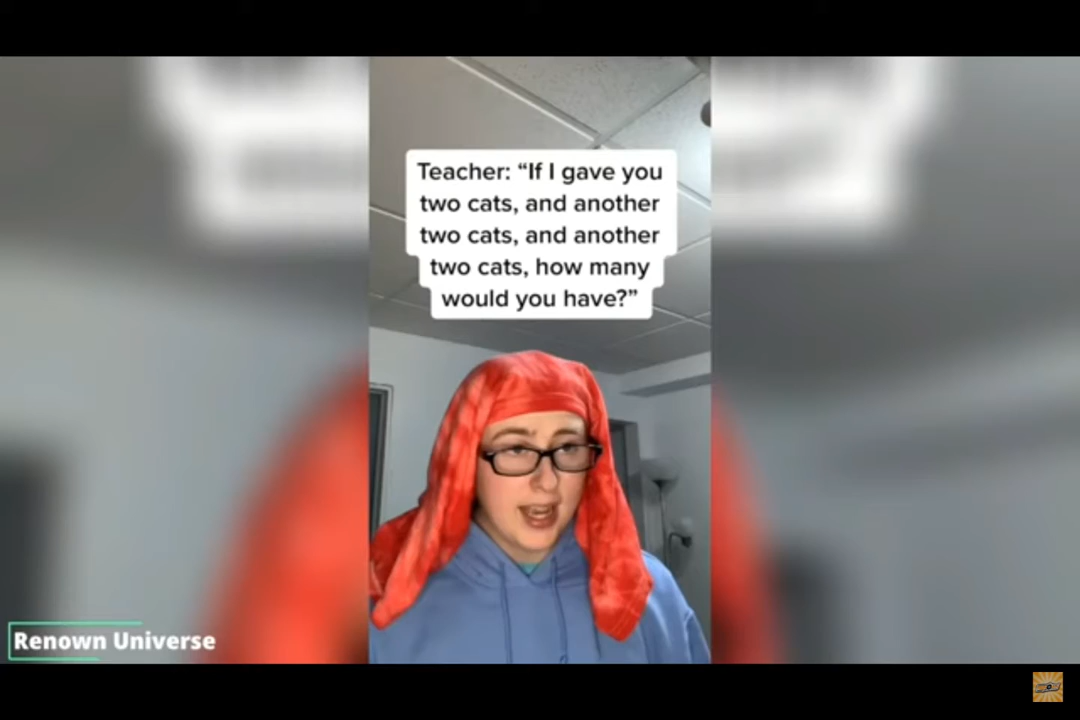 Teacher: “If I gave you
two cats, and another
two cats, and another
two cats, how many
would you have?”
Renown Universe